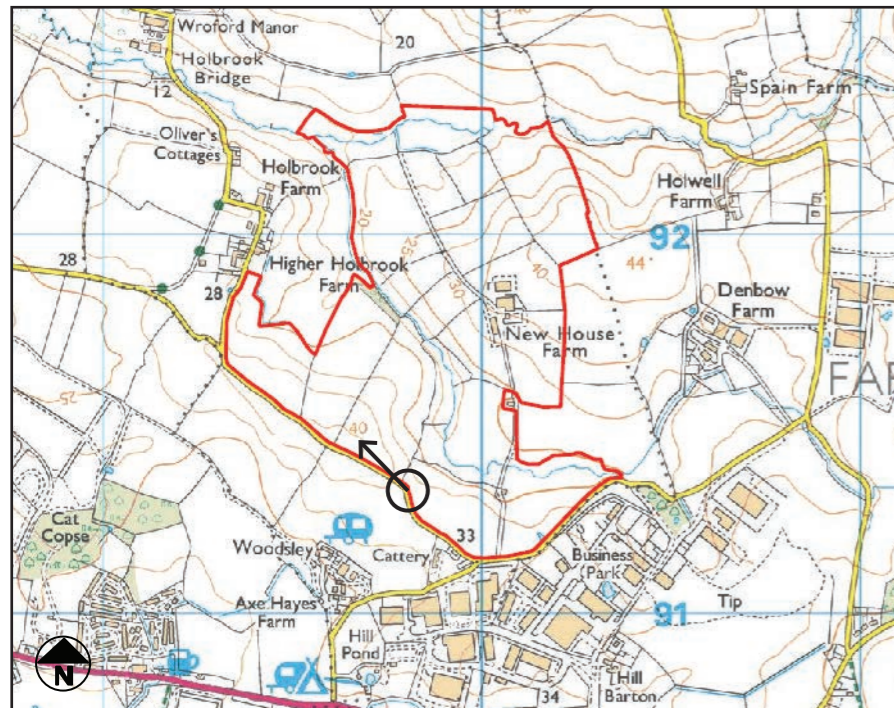 Wroford Manor
20
Holbrook
Bridge
12
Spain Farm
Oliver's
Cottages
Holbrook
Farm
Holwell
Farm
20
25
92
28
Higher Holbrook
Farm
40
44
28
30
Denbow
Farm
New House
Farm
FAR
25
40
Cat
Copse
33
Woodsley
Cattery
Business
Park
Axe Hayes
Farm
91
Tip
Hill
Pond
N
Hill
Barton
34